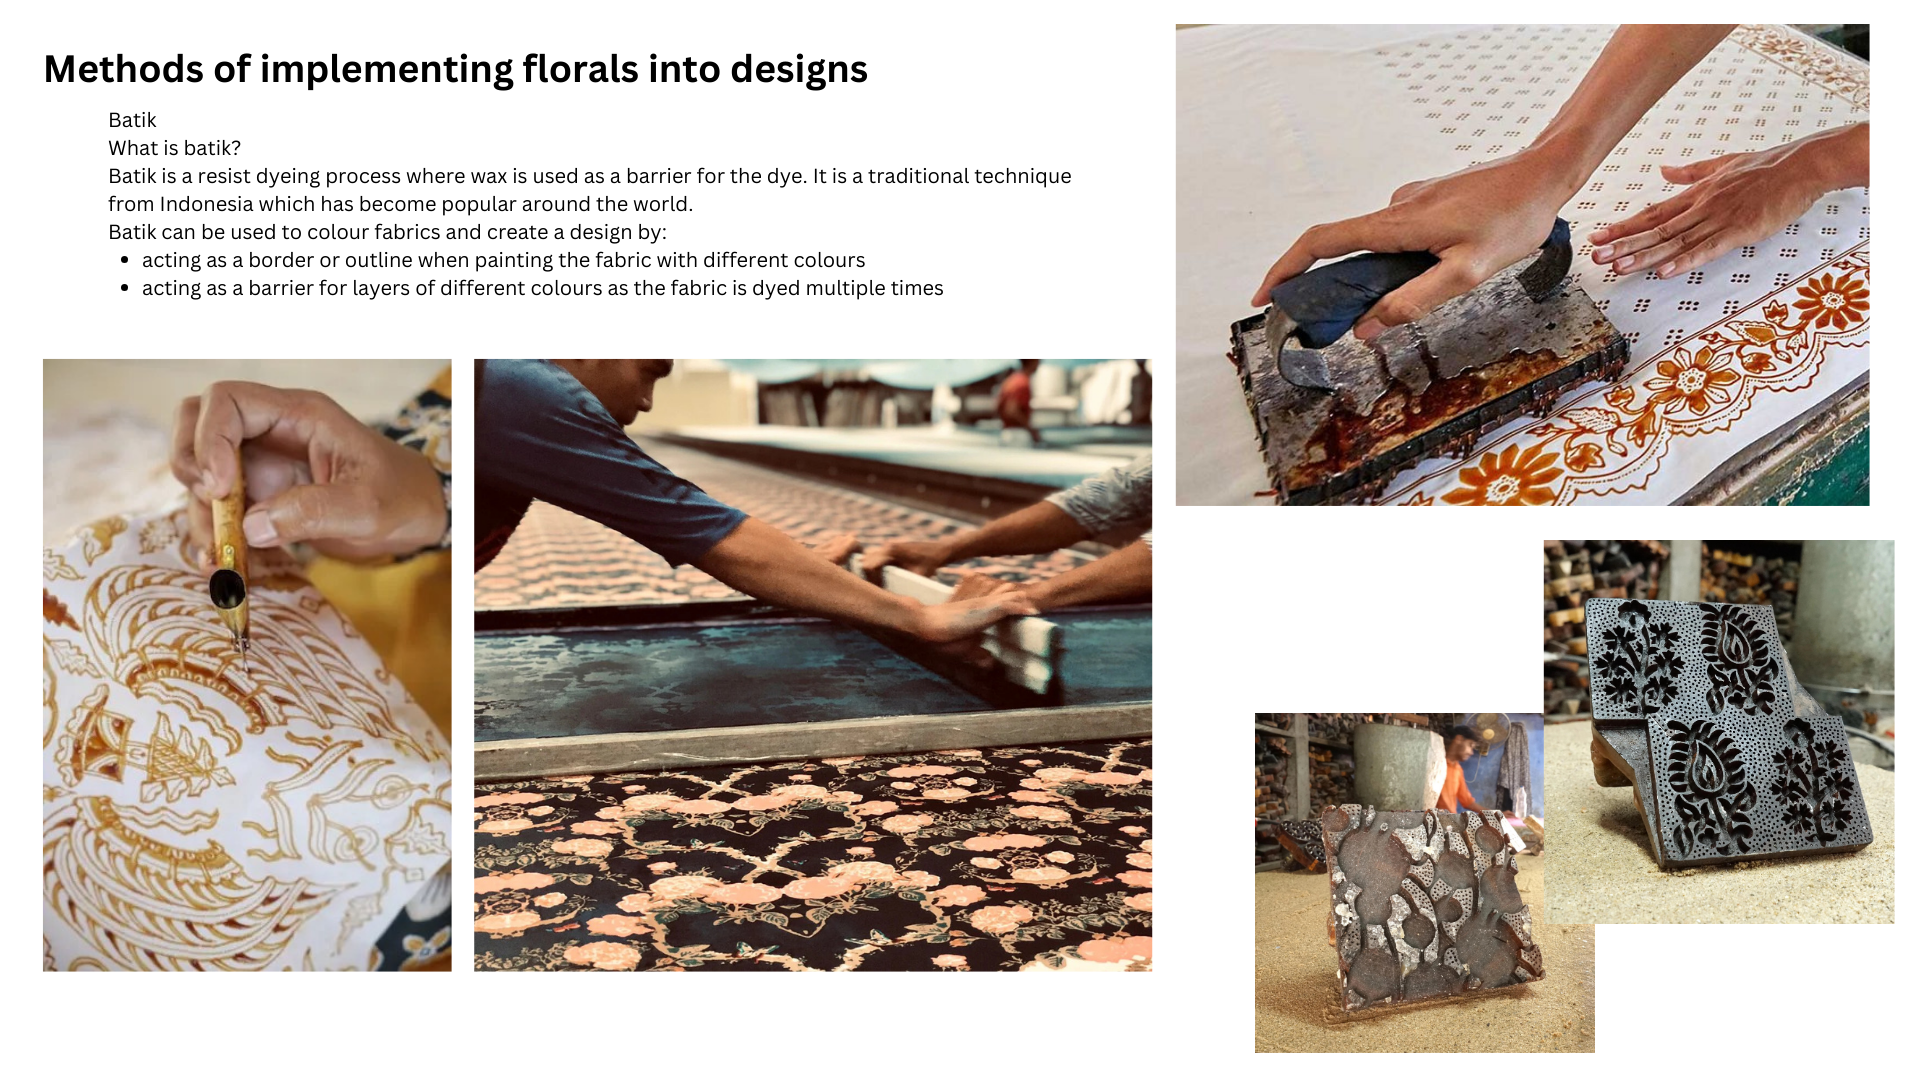 Methods of implementing florals into designs
Batik
What is batik?
Batik is a resist dyeing process where wax is used as a barrier for the dye. It is a traditional technique
from Indonesia which has become popular around the world.
Batik can be used to colour fabrics and create a design by:
• acting as a border or outline when painting the fabric with different colours
• acting as a barrier for layers of different colours as the fabric is dyed multiple times